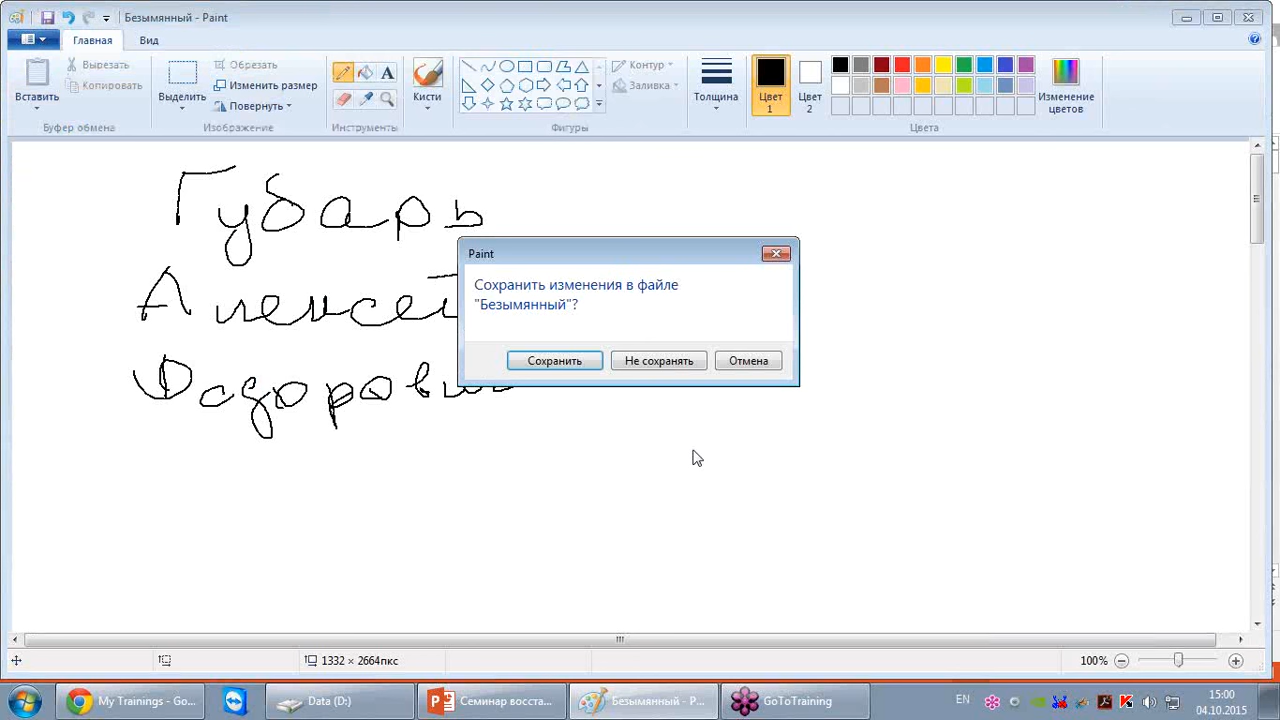 Безымянный - Paint
Главная Вид
Вставить
Вырезать
Копировать
Буфер обмена
Выделить
Обрезать
Изменить размер
Повернуть
Изображение
A
Инструменты
Кисти
Контур
Заливка
Фигуры
Толщина
Цвет 1
Цвет 2
Изменение цветов
Цвета
Губарь
Алексей
Paint
Сохранить изменения в файле
"Безымянный"?
Сохранить Не сохранять Отмена
1332 × 2664пкс
100%
My Trainings - Go...
Data (D:)
Семинар восста...
Безымянный - P...
GoToTraining
EN
15:00
04.10.2015